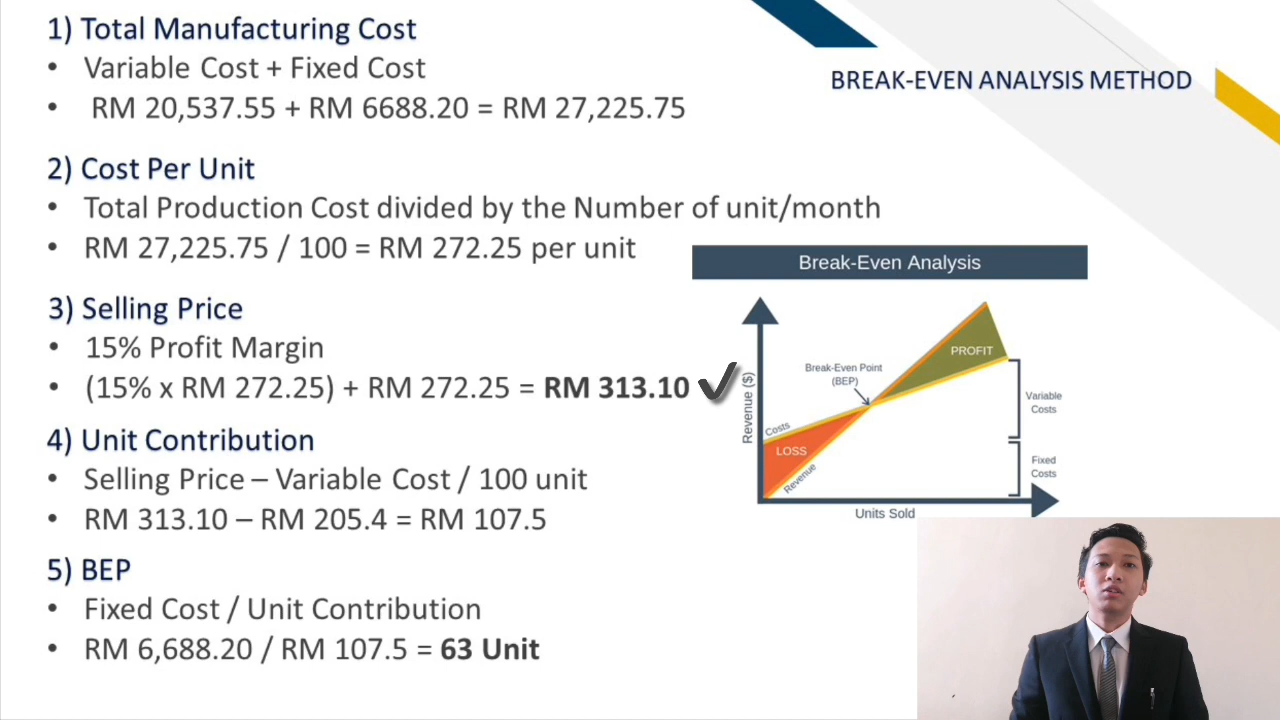 1) Total Manufacturing Cost
• Variable Cost + Fixed Cost
• RM 20,537.55 + RM 6688.20 = RM 27,225.75
BREAK-EVEN ANALYSIS METHOD
2) Cost Per Unit
• Total Production Cost divided by the Number of unit/month
• RM 27,225.75 / 100 = RM 272.25 per unit
3) Selling Price
• 15% Profit Margin
• (15% x RM 272.25) + RM 272.25 = RM 313.10
4) Unit Contribution
• Selling Price – Variable Cost / 100 unit
• RM 313.10 – RM 205.4 = RM 107.5
5) BEP
• Fixed Cost / Unit Contribution
• RM 6,688.20 / RM 107.5 = 63 Unit
Break-Even Analysis
Revenue ($)
Break-Even Point
(BEP)
PROFIT
Costs
LOSS
Revenue
Variable
Costs
Fixed
Costs
Units Sold